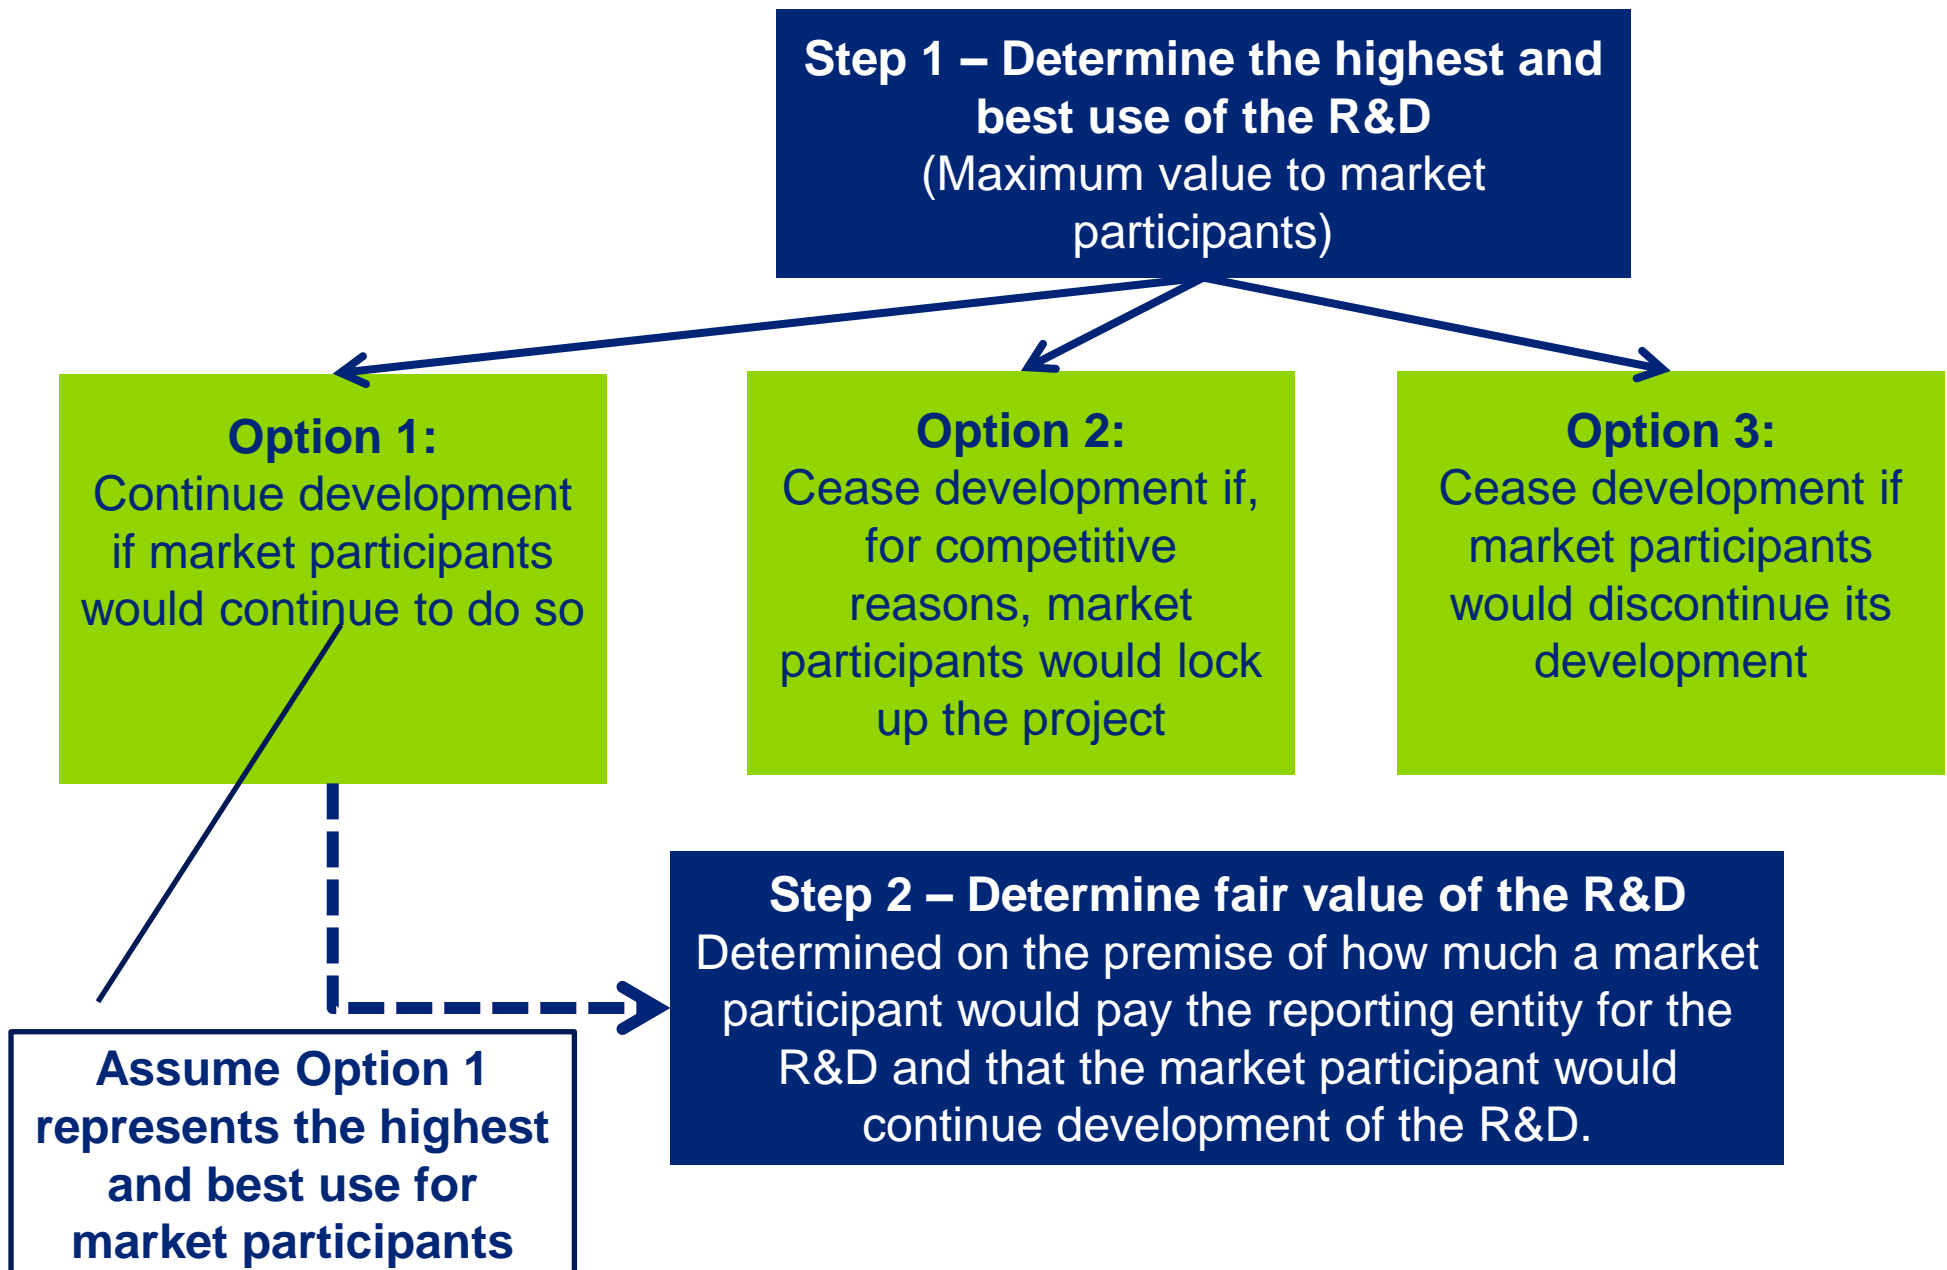 Step 1 – Determine the highest and
best use of the R&D
(Maximum value to market
participants)
Option 1:
Continue development
if market participants
would continue to do so
Option 2:
Cease development if,
for competitive
reasons, market
participants would lock
up the project
Option 3:
Cease development if
market participants
would discontinue its
development
Step 2 – Determine fair value of the R&D
Determined on the premise of how much a market
participant would pay the reporting entity for the
R&D and that the market participant would
continue development of the R&D.
Assume Option 1
represents the highest
and best use for
market participants